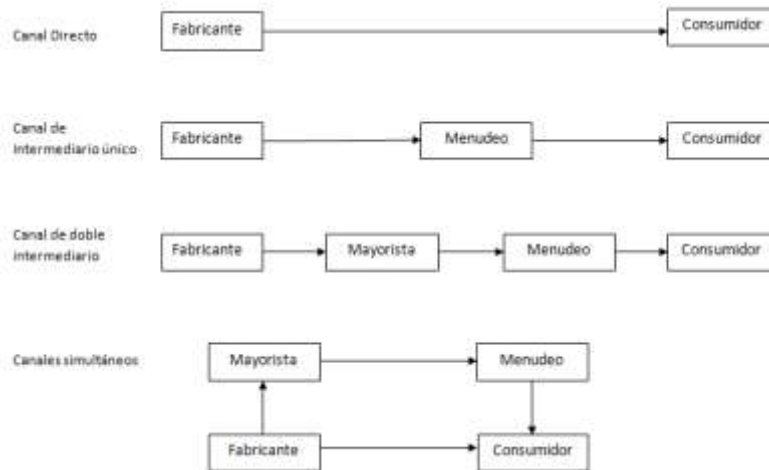 Canal Directo
Fabricante
Consumidor
Canal de
Intermediario único
Fabricante
Menudeo
Consumidor
Canal de doble
intermediario
Fabricante
Mayorista
Menudeo
Consumidor
Canales simultáneos
Mayorista
Menudeo
Fabricante
Consumidor